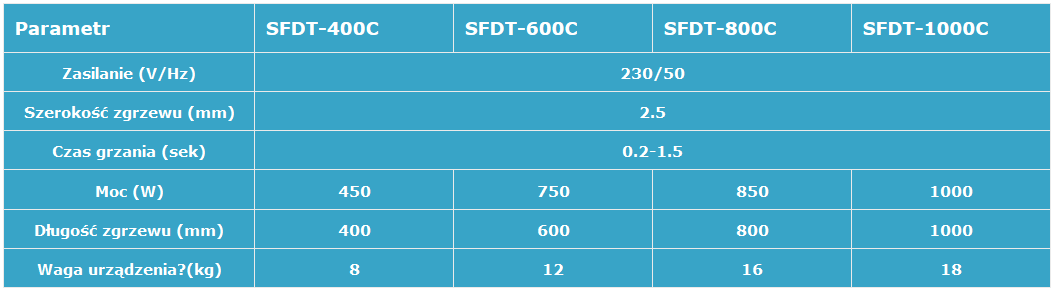 Parametr SFDT-400C SFDT-600C SFDT-800C SFDT-1000C
Zasilanie (V/Hz) 230/50
Szerokość zgrzewu (mm) 2.5
Czas grzania (sek) 0.2-1.5
Moc (W) 450 750 850 1000
Długość zgrzewu (mm) 400 600 800 1000
Waga urządzenia?(kg) 8 12 16 18